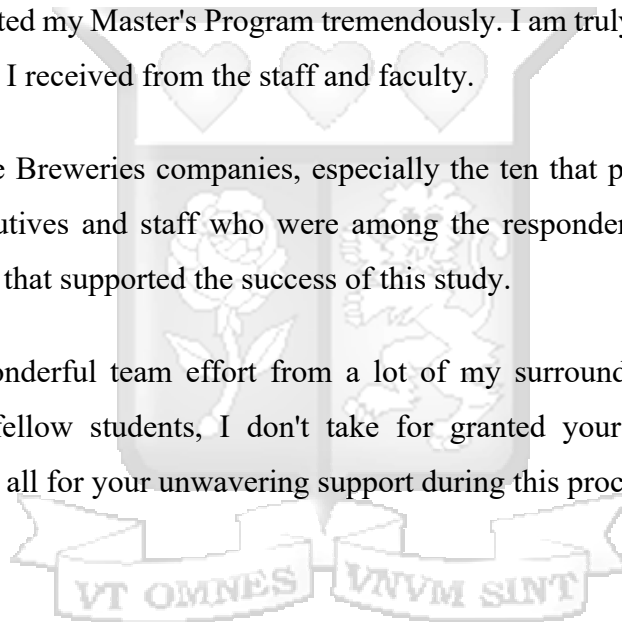 ted my Master's Program tremendously. I am truly
I received from the staff and faculty.
Breweries companies, especially the ten that p
utives and staff who were among the responder
that supported the success of this study.
onderful team effort from a lot of my surround
fellow students, I don't take for granted your
all for your unwavering support during this proc
VT OMNES VNVM SINT